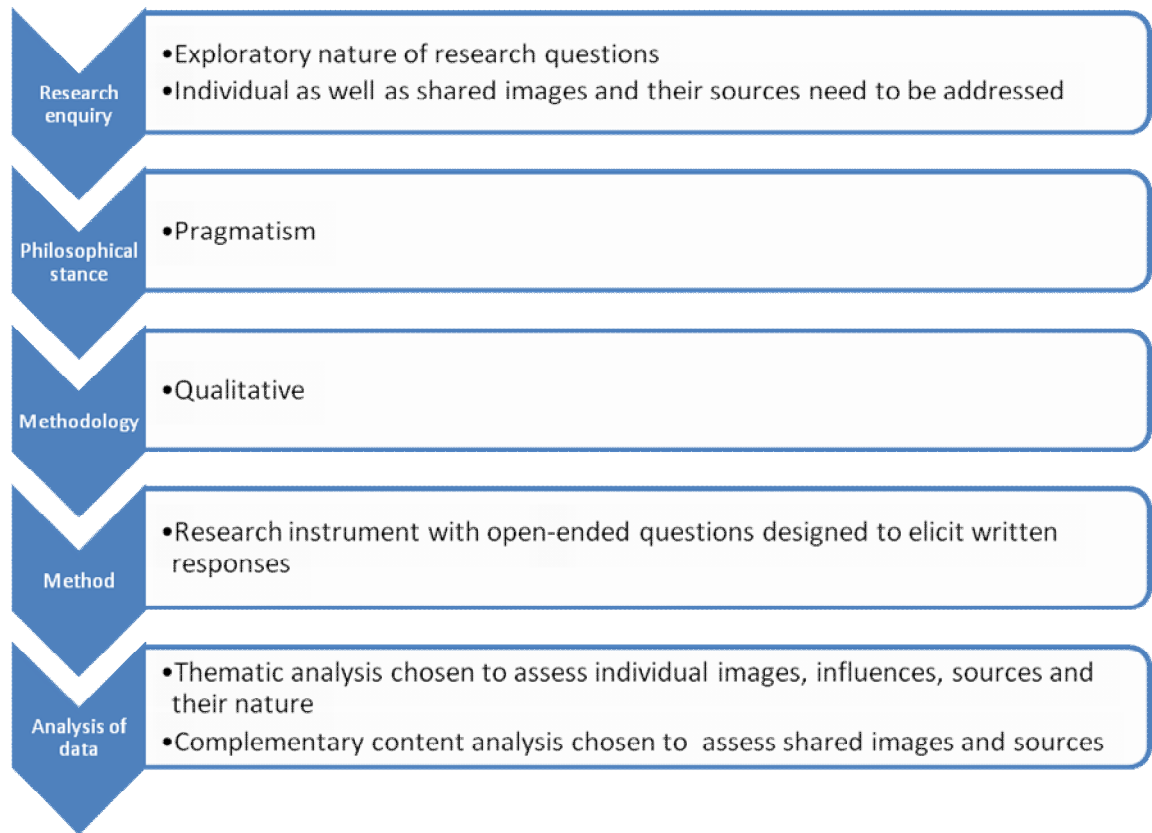 Research
enquiry
•Exploratory nature of research questions
•Individual as well as shared images and their sources need to be addressed
Philosophical
stance
•Pragmatism
Methodology
•Qualitative
Method
•Research instrument with open-ended questions designed to elicit written
responses
Analysis of
data
•Thematic analysis chosen to assess individual images, influences, sources and
their nature
•Complementary content analysis chosen to assess shared images and sources